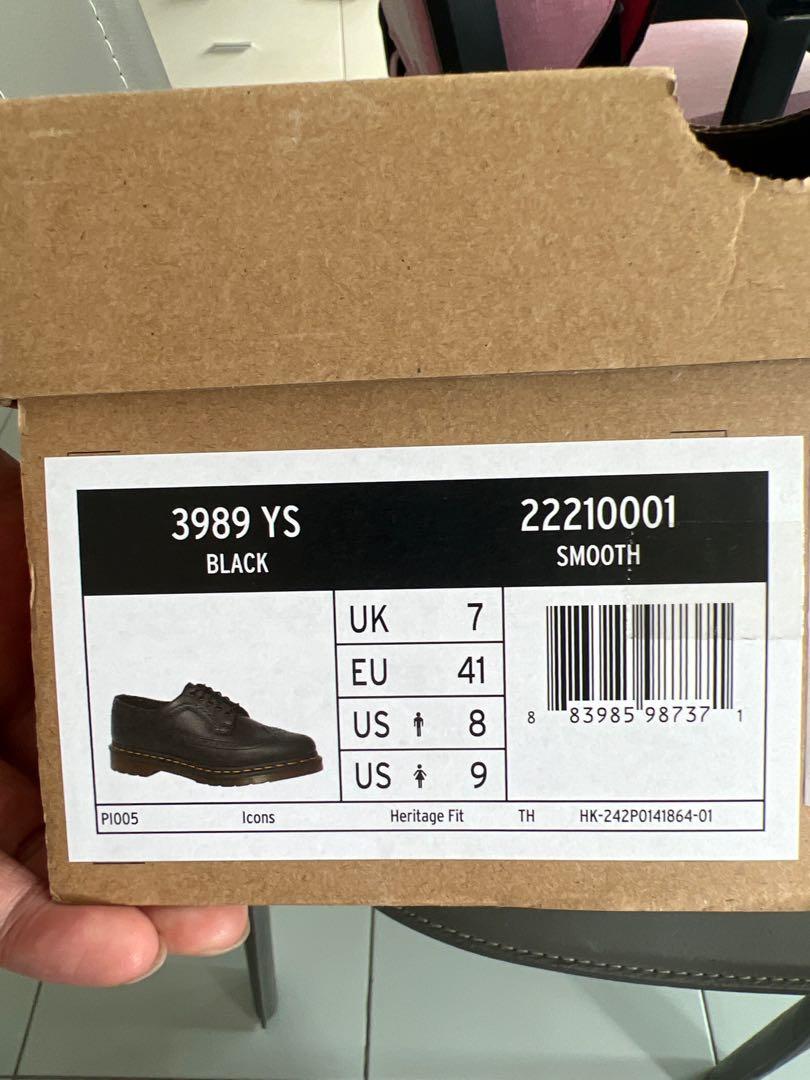 3989 YS
BLACK
22210001
SMOOTH
UK 7
EU 41
US 8
US 9
8 83985 98737 1
PI005 Icons Heritage Fit TH HK-242P0141864-01